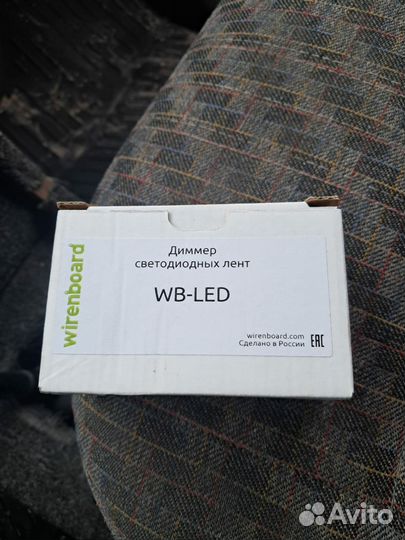 wirenboard
Диммер
светодиодных лент
WB-LED
wirenboard.com
Сделано в России
EAC
Avito